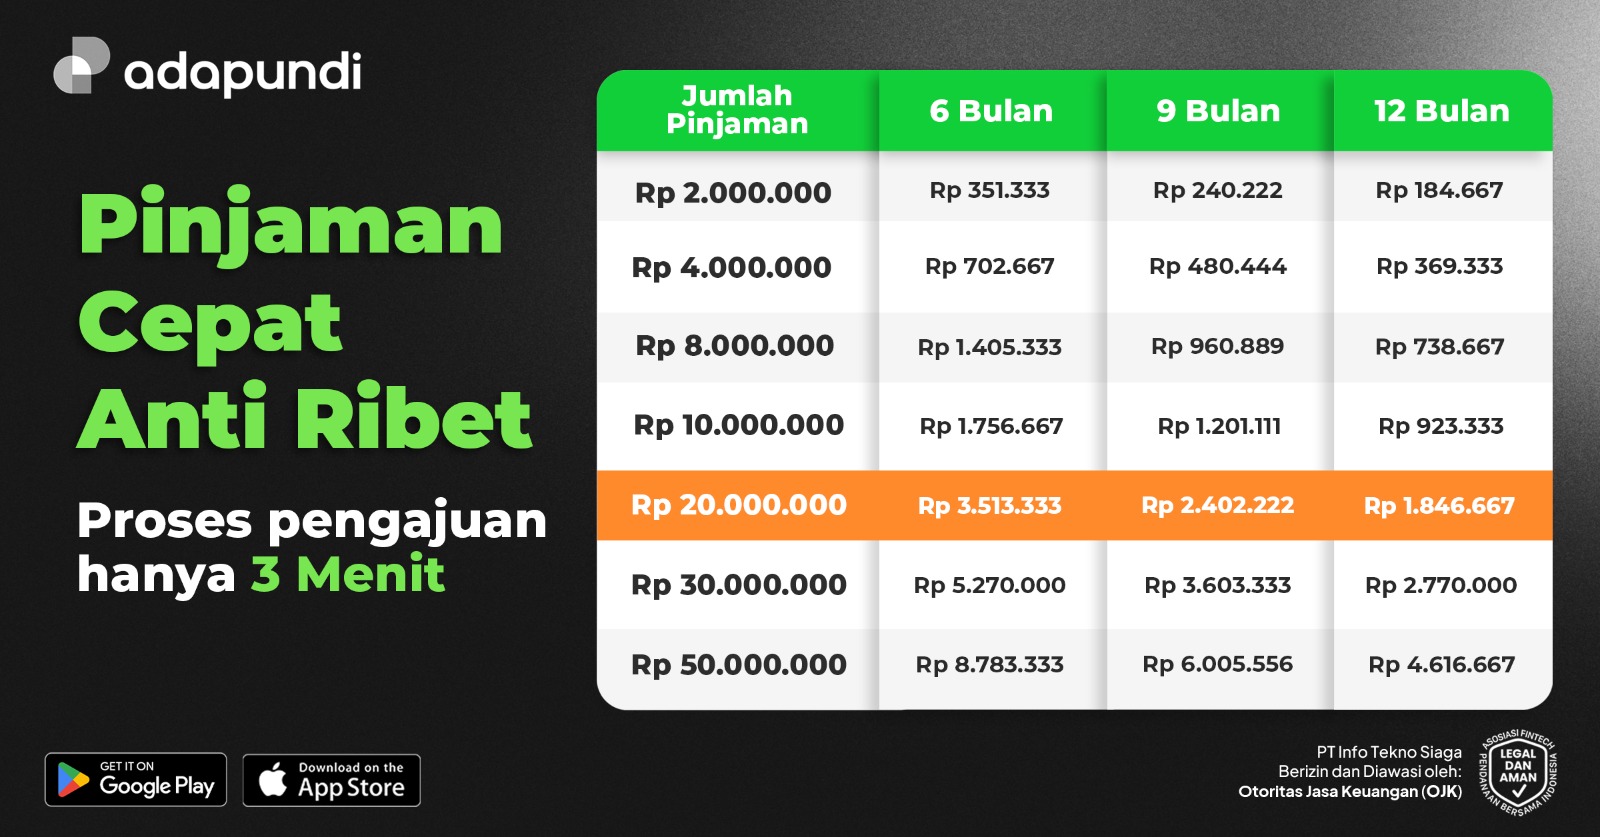 adapundi
Pinjaman
Cepat
Anti Ribet
Proses pengajuan
hanya 3 Menit
GET IT ON
Google Play
Download on the
App Store
Jumlah
Pinjaman
6 Bulan
9 Bulan
12 Bulan
Rp 2.000.000 Rp 351.333 Rp 240.222 Rp 184.667
Rp 4.000.000 Rp 702.667 Rp 480.444 Rp 369.333
Rp 8.000.000 Rp 1.405.333 Rp 960.889 Rp 738.667
Rp 10.000.000 Rp 1.756.667 Rp 1.201.111 Rp 923.333
Rp 20.000.000 Rp 3.513.333 Rp 2.402.222 Rp 1.846.667
Rp 30.000.000 Rp 5.270.000 Rp 3.603.333 Rp 2.770.000
Rp 50.000.000 Rp 8.783.333 Rp 6.005.556 Rp 4.616.667
PT Info Tekno Siaga
Berizin dan Diawasi oleh:
Otoritas Jasa Keuangan (OJK)
ASOSIASI FINTECH
PENDANAAN BERSAMA INDONESIA
LEGAL
DAN
AMAN